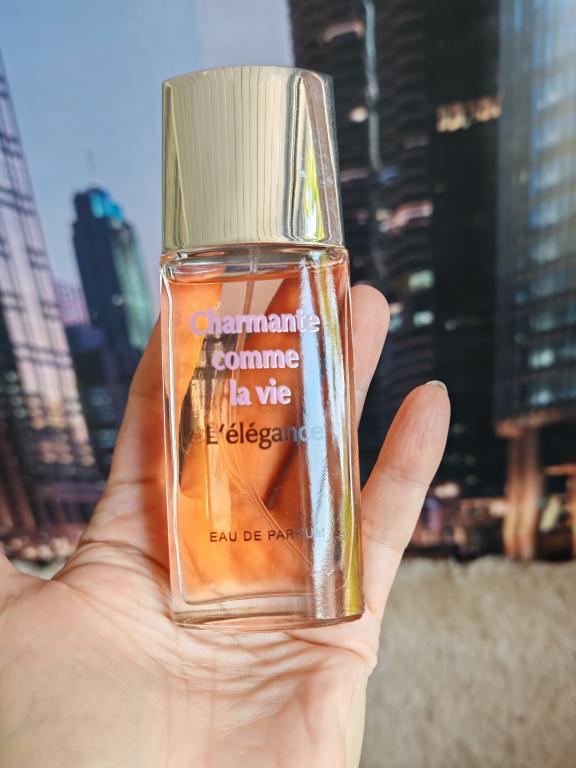 Charmante
comme
la vie
L'élégance
EAU DE PARFUM